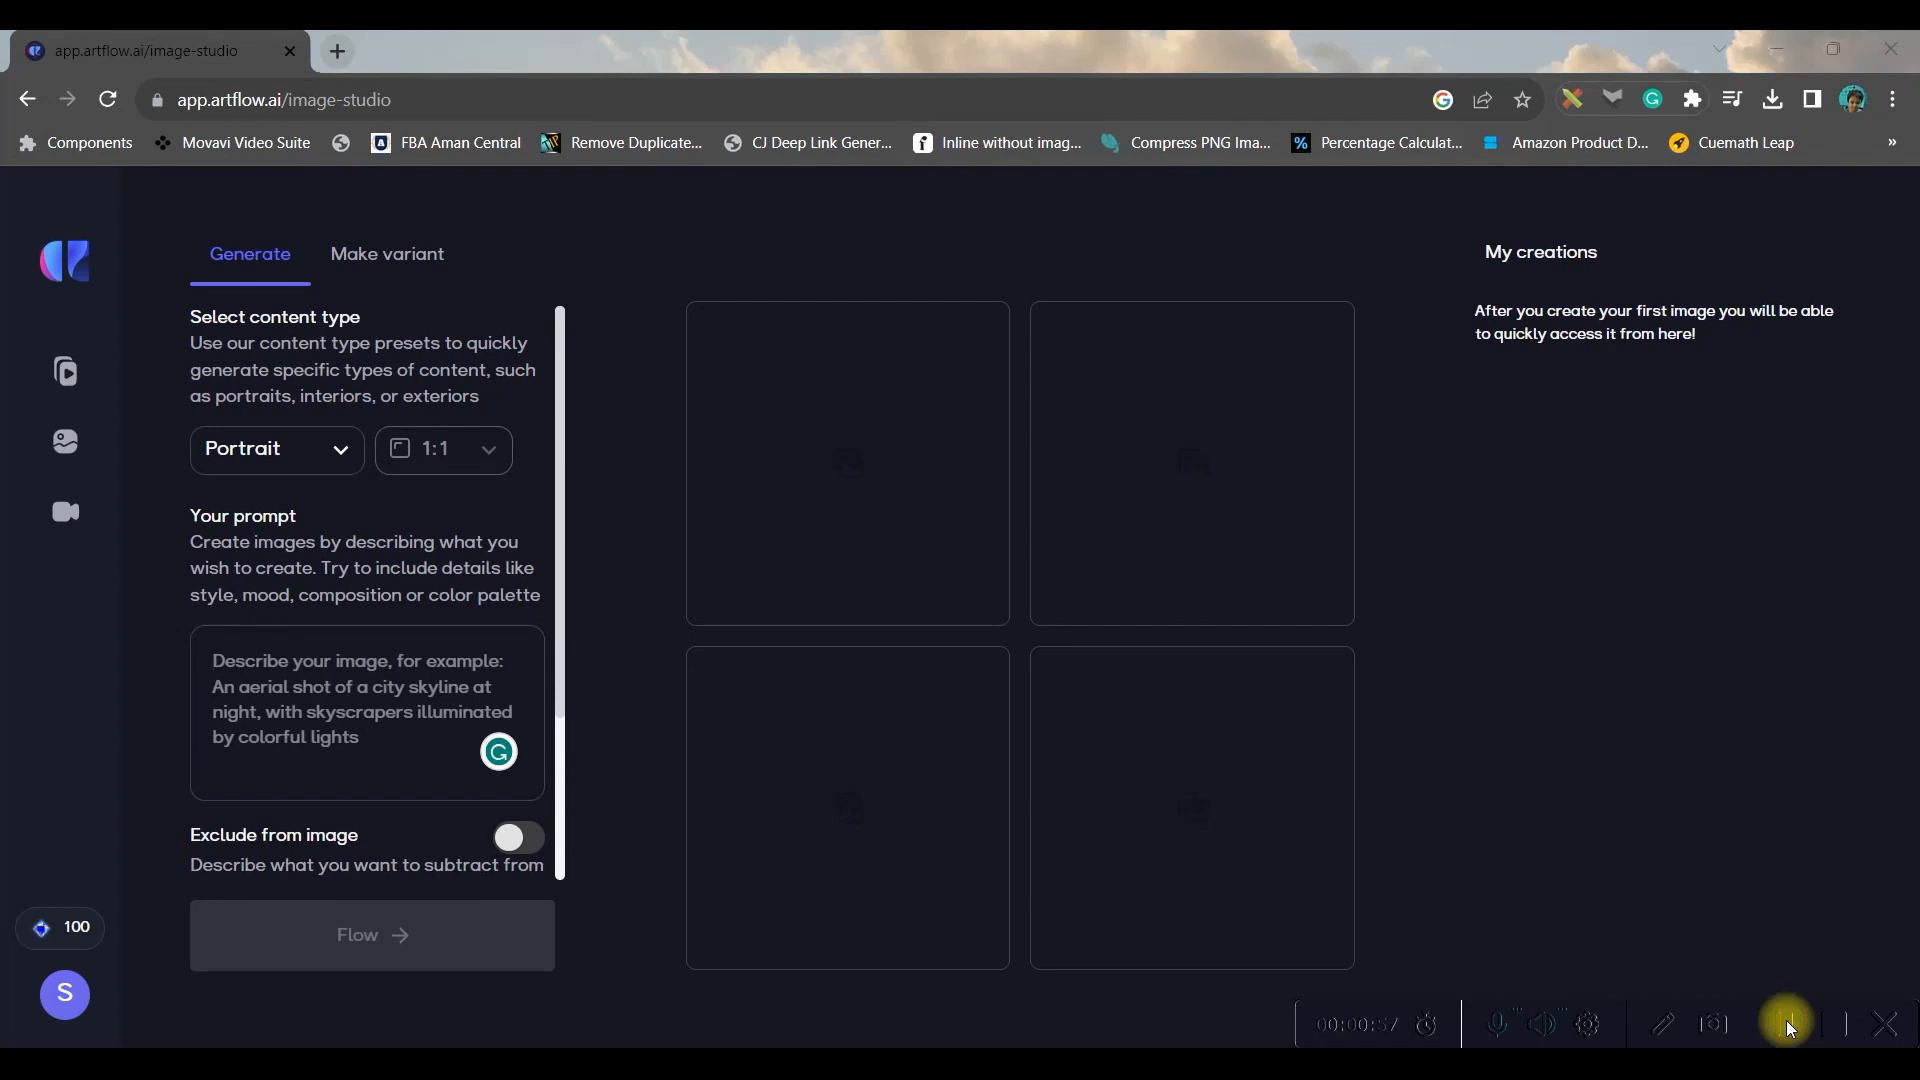 app.artflow.ai/image-studio
app.artflow.ai/image-studio
Components
Movavi Video Suite
FBA Aman Central
Remove Duplicate...
CJ Deep Link Gener...
Inline without imag...
Compress PNG Ima...
Percentage Calculat...
Amazon Product D...
Cuemath Leap
»
Generate
Make variant
My creations
Select content type
Use our content type presets to quickly
generate specific types of content, such
as portraits, interiors, or exteriors
After you create your first image you will be able
to quickly access it from here!
Portrait
1:1
Your prompt
Create images by describing what you
wish to create. Try to include details like
style, mood, composition or color palette
Describe your image, for example:
An aerial shot of a city skyline at
night, with skyscrapers illuminated
by colorful lights
Exclude from image
Describe what you want to subtract from
Flow
100
S
00:00:57